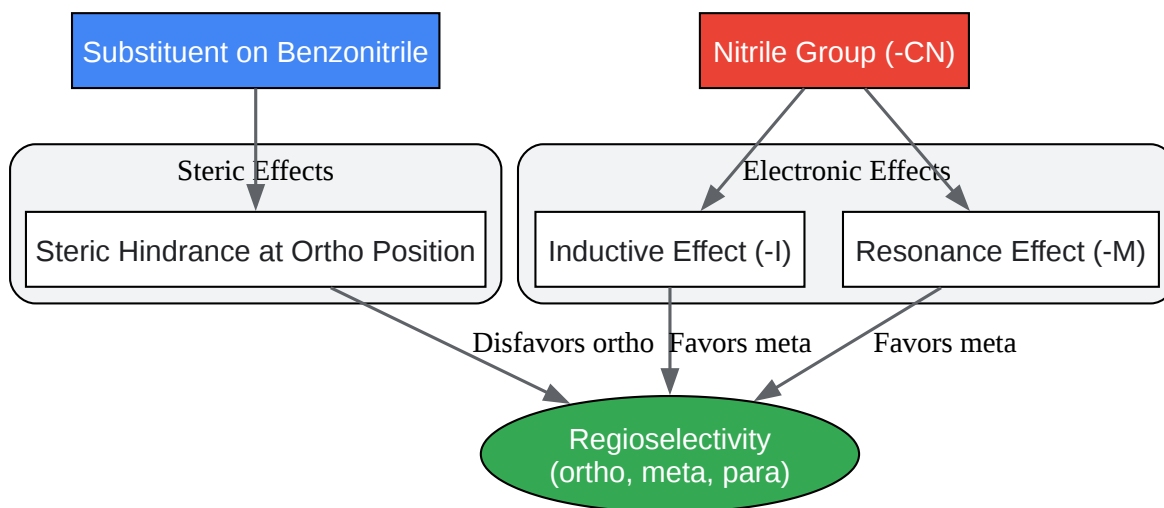 Substituent on Benzonitrile
Nitrile Group (-CN)
Steric Effects
Electronic Effects
Steric Hindrance at Ortho Position
Inductive Effect (-I)
Resonance Effect (-M)
Disfavors ortho
Favors meta
Favors meta
Regioselectivity
(ortho, meta, para)